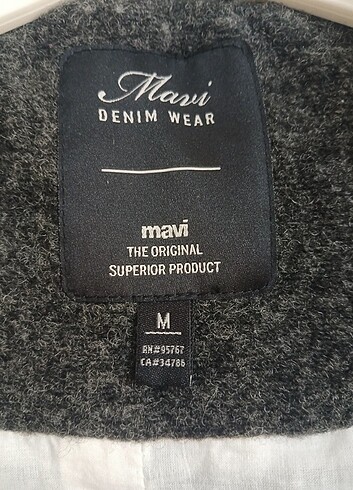 Mavi
DENIM WEAR
mavi
THE ORIGINAL
SUPERIOR PRODUCT
M
RN#95767
CA#34786